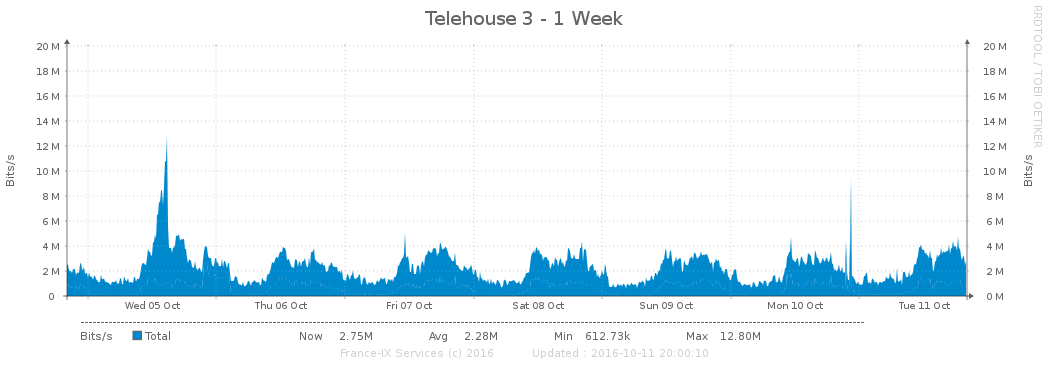 Telehouse 3 - 1 Week
RRDTOOL / TOBI OETIKER
Bits/s
Bits/s
20 M 20 M
18 M 18 M
16 M 16 M
14 M 14 M
12 M 12 M
10 M 10 M
8 M 8 M
6 M 6 M
4 M 4 M
2 M 2 M
0 0 M
Wed 05 Oct Thu 06 Oct Fri 07 Oct Sat 08 Oct Sun 09 Oct Mon 10 Oct Tue 11 Oct
Bits/s Total Now 2.75M Avg 2.28M Min 612.73k Max 12.80M
France-IX Services (c) 2016 Updated : 2016-10-11 20:00:10